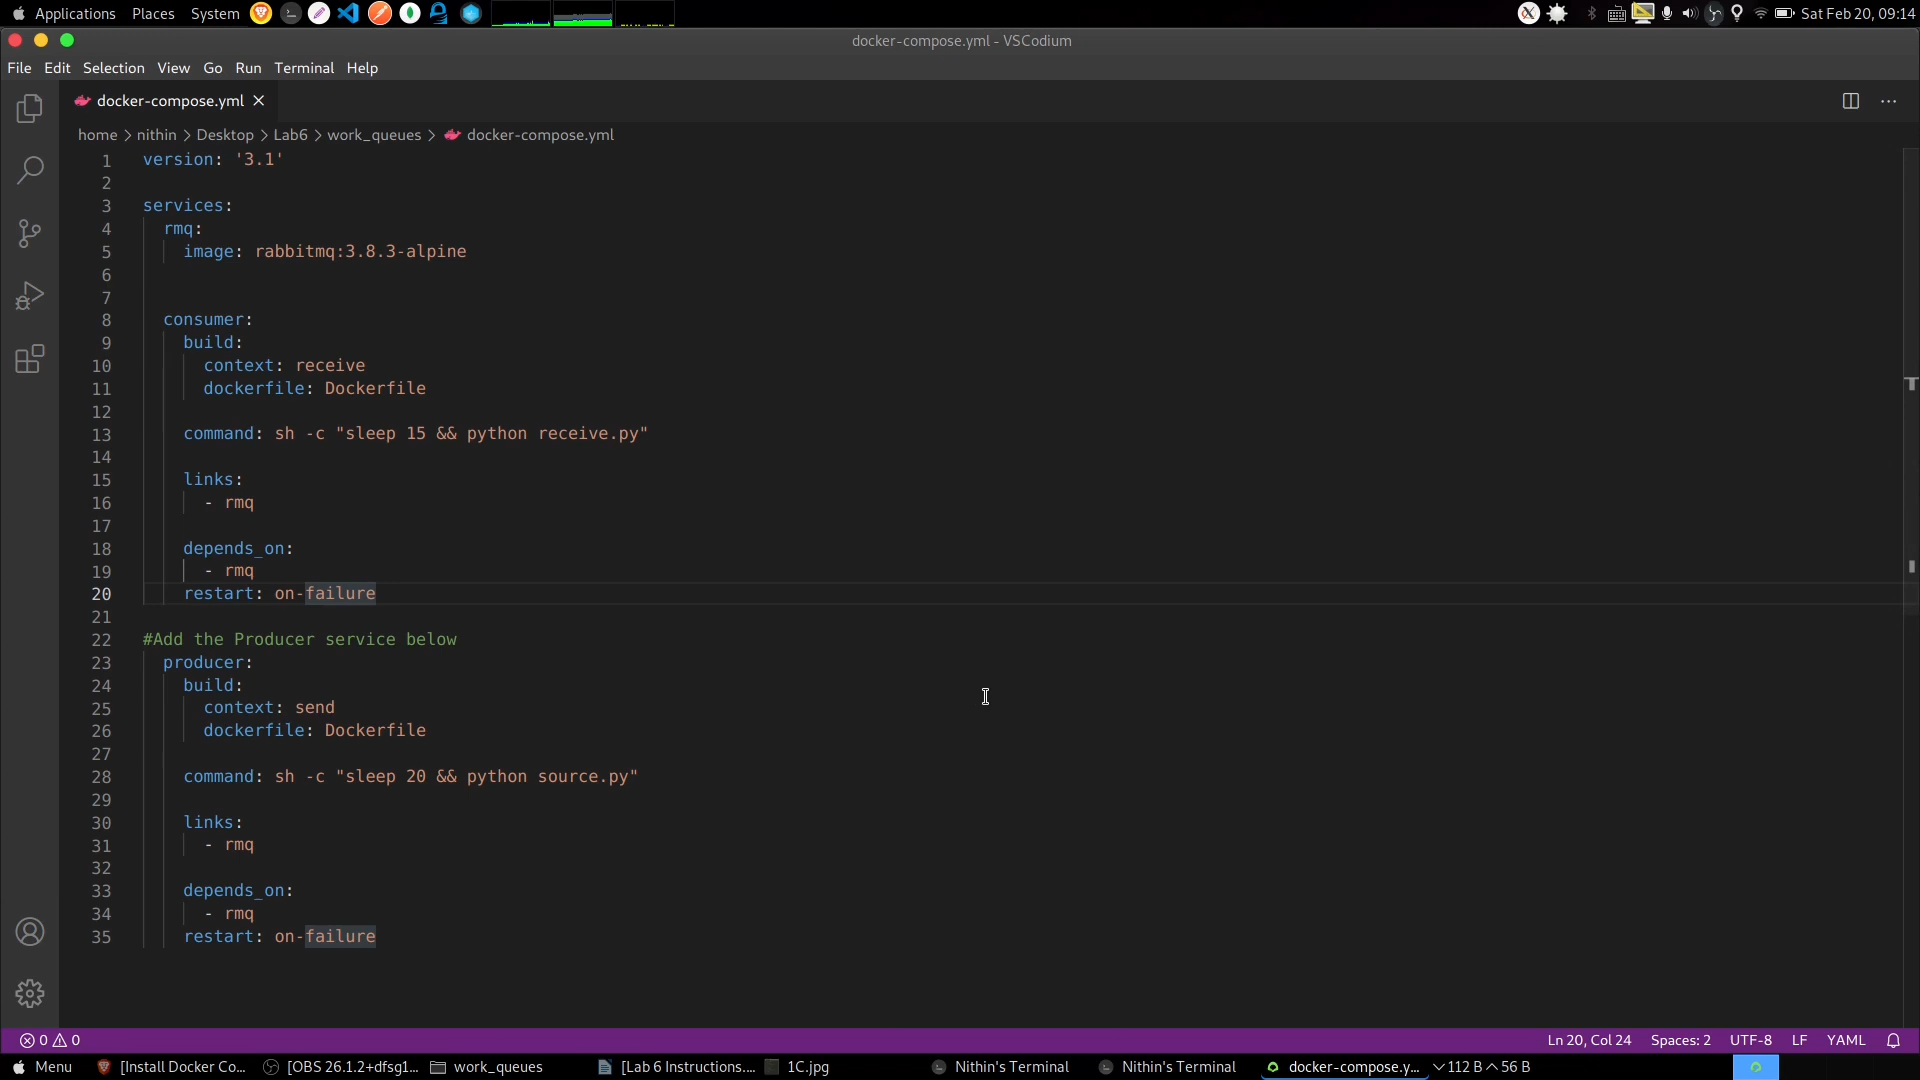 Applications Places System Sat Feb 20, 09:14
docker-compose.yml - VSCodium
File Edit Selection View Go Run Terminal Help
docker-compose.yml
home > nithin > Desktop > Lab6 > work_queues > docker-compose.yml
1 version: '3.1'
2
3 services:
4 rmq:
5 image: rabbitmq:3.8.3-alpine
6
7
8 consumer:
9 build:
10 context: receive
11 dockerfile: Dockerfile
12
13 command: sh -c "sleep 15 && python receive.py"
14
15 links:
16 - rmq
17
18 depends_on:
19 - rmq
20 restart: on-failure
21
22 #Add the Producer service below
23 producer:
24 build:
25 context: send
26 dockerfile: Dockerfile
27
28 command: sh -c "sleep 20 && python source.py"
29
30 links:
31 - rmq
32
33 depends_on:
34 - rmq
35 restart: on-failure
0 0 Ln 20, Col 24 Spaces: 2 UTF-8 LF YAML
Menu [Install Docker Co... [OBS 26.1.2+dfsg1... work_queues [Lab 6 Instructions.... 1C.jpg Nithin's Terminal Nithin's Terminal docker-compose.y... 112 B 56 B